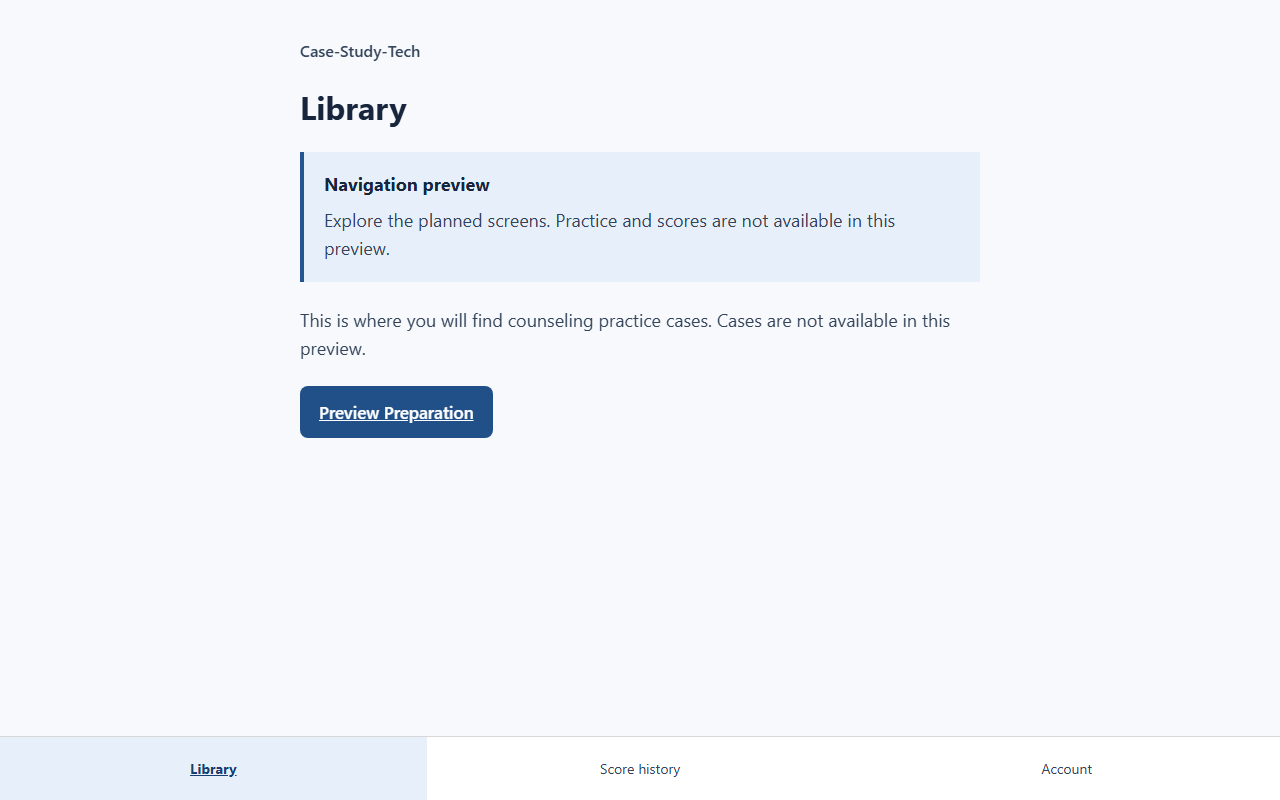 Case-Study-Tech
Library
Navigation preview
Explore the planned screens. Practice and scores are not available in this
preview.
This is where you will find counseling practice cases. Cases are not available in this
preview.
Preview Preparation
Library
Score history
Account